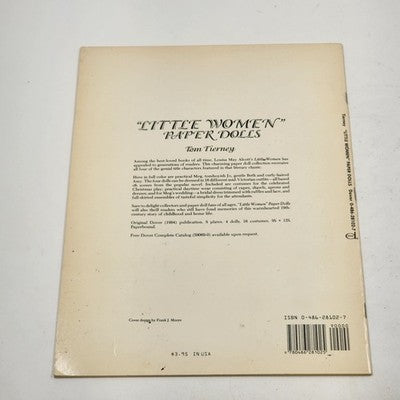 "LITTLE WOMEN"
PAPER DOLLS
Tom Tierney
Among the best-loved books of all time, Louisa May Alcott's Little Women has
appealed to generations of readers. This charming paper doll collection recreates
all four of the genial title characters featured in that literary classic.
Here in full color are practical Meg, tomboyish Jo, gentle Beth and curly-haired
Amy. The four dolls can be dressed in 16 different and Victorian outfits—all based
on scenes from the popular novel. Included are costumes for the celebrated
Christmas play; practical daytime wear consisting of capes, shawls, aprons and
dresses; and for Meg's wedding—a bridal dress trimmed with ruffles and lace, and
full-skirted ensembles of tasteful simplicity for the attendants.
Sure to delight collectors and paper doll fans of all ages, "Little Women" Paper Dolls
will also thrill readers who still have fond memories of this warmhearted 19th-
century story of childhood and home life.
Original Dover (1994) publication. 8 plates. 4 dolls. 16 costumes. 9¼ × 12¼.
Paperbound.
Free Dover Complete Catalog (59069-0) available upon request.
Cover design by Frank J. Moore
$3.95 IN USA
ISBN 0-486-28102-7
90000
9 780486 281025
Tierney "LITTLE WOMEN" PAPER DOLLS Dover 0-486-28102-7